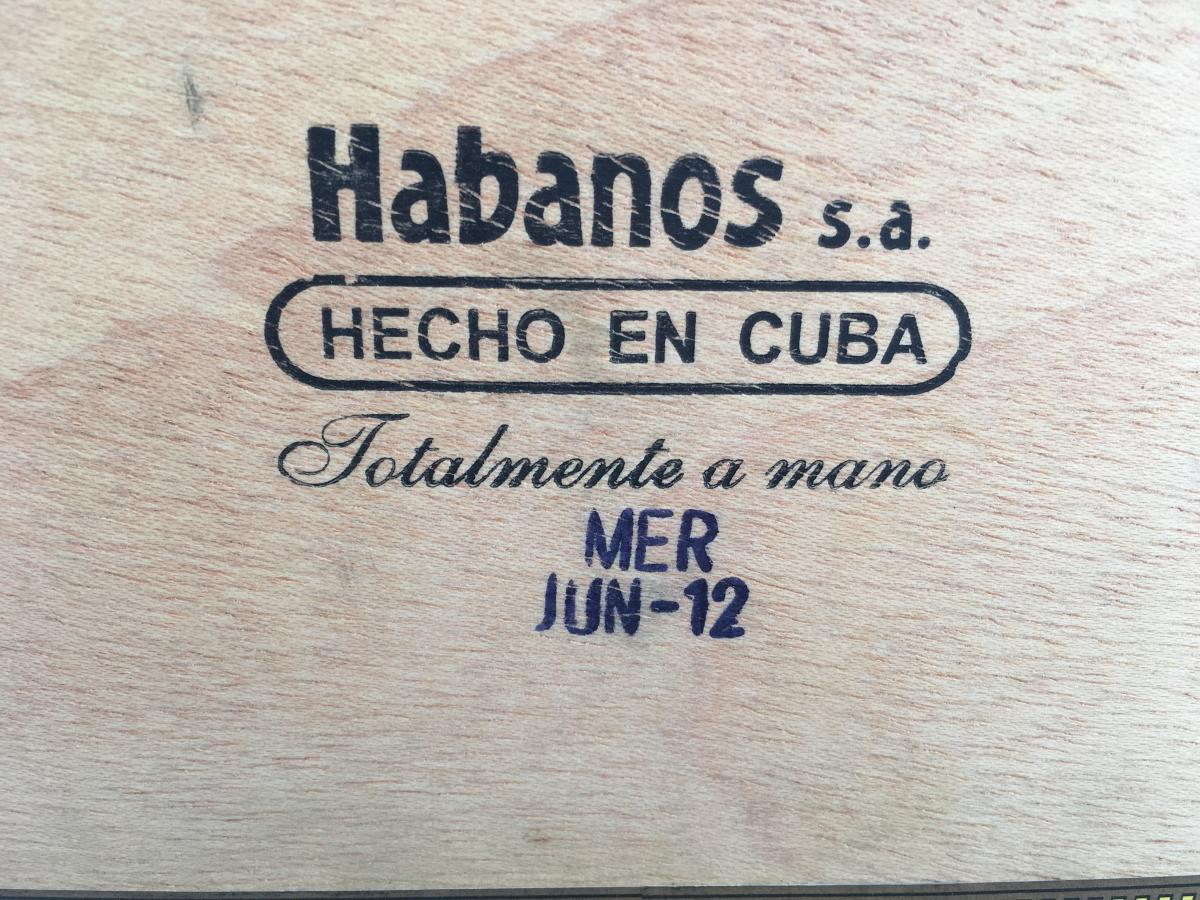 Habanos s.a.
HECHO EN CUBA
Totalmente a mano
MER
JUN-12